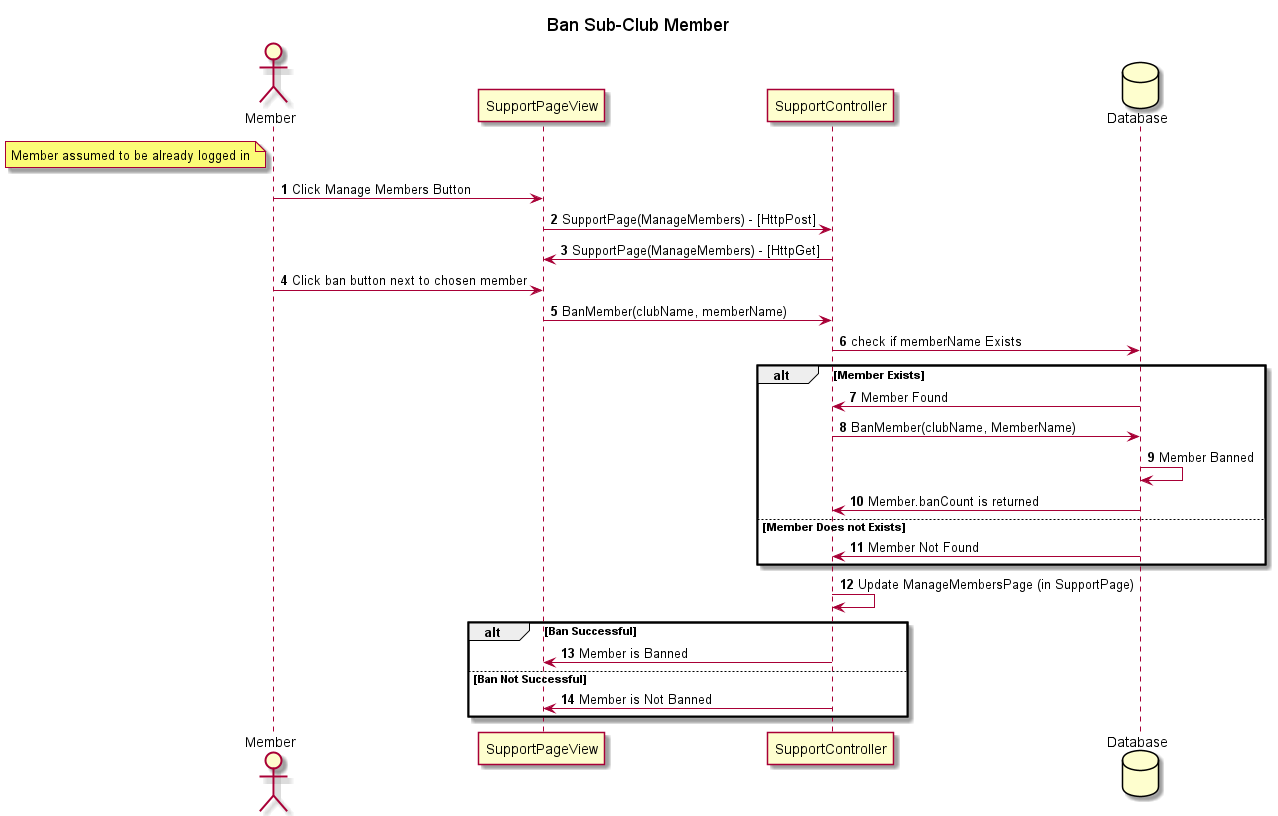 Ban Sub-Club Member
Member
SupportPageView
SupportController
Database
Member assumed to be already logged in
1 Click Manage Members Button
2 SupportPage(ManageMembers) - [HttpPost]
3 SupportPage(ManageMembers) - [HttpGet]
4 Click ban button next to chosen member
5 BanMember(clubName, memberName)
6 check if memberName Exists
alt [Member Exists]
7 Member Found
8 BanMember(clubName, MemberName)
9 Member Banned
10 Member.banCount is returned
[Member Does not Exists]
11 Member Not Found
12 Update ManageMembersPage (in SupportPage)
alt [Ban Successful]
13 Member is Banned
[Ban Not Successful]
14 Member is Not Banned
Member
SupportPageView
SupportController
Database